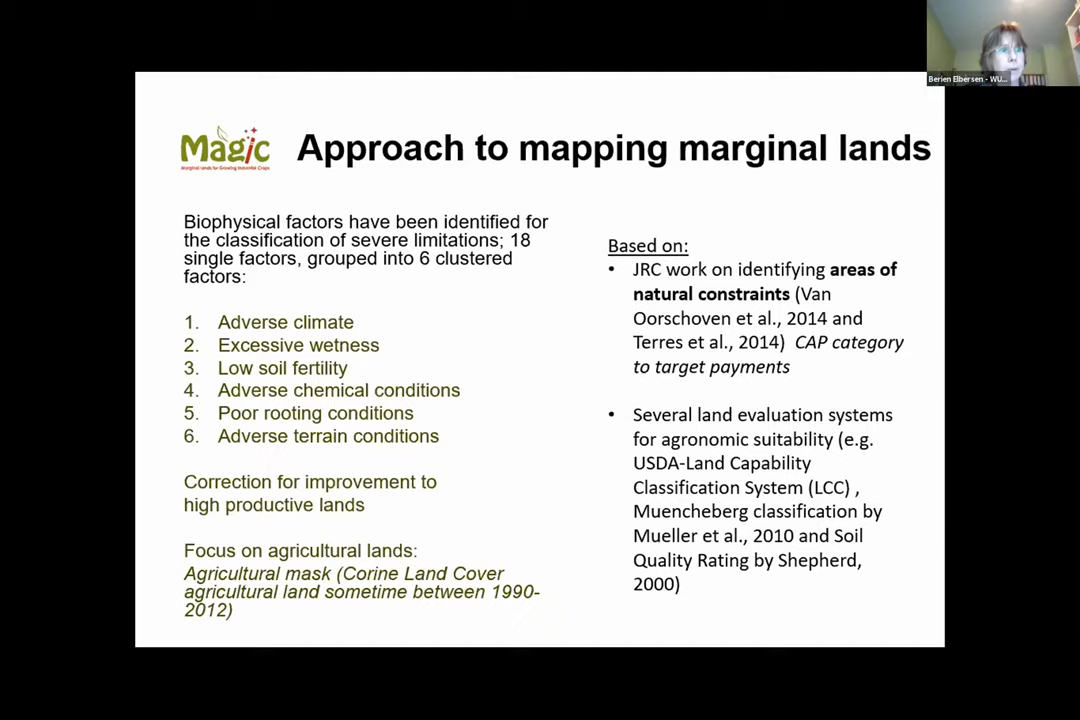 Berien Elbersen - WU...
Magic
Marginal lands for Growing Industrial Crops
Approach to mapping marginal lands
Biophysical factors have been identified for
the classification of severe limitations; 18
single factors, grouped into 6 clustered
factors:
1. Adverse climate
2. Excessive wetness
3. Low soil fertility
4. Adverse chemical conditions
5. Poor rooting conditions
6. Adverse terrain conditions
Correction for improvement to
high productive lands
Focus on agricultural lands:
Agricultural mask (Corine Land Cover
agricultural land sometime between 1990-
2012)
Based on:
• JRC work on identifying areas of
natural constraints (Van
Oorschoven et al., 2014 and
Terres et al., 2014) CAP category
to target payments
• Several land evaluation systems
for agronomic suitability (e.g.
USDA-Land Capability
Classification System (LCC) ,
Muencheberg classification by
Mueller et al., 2010 and Soil
Quality Rating by Shepherd,
2000)